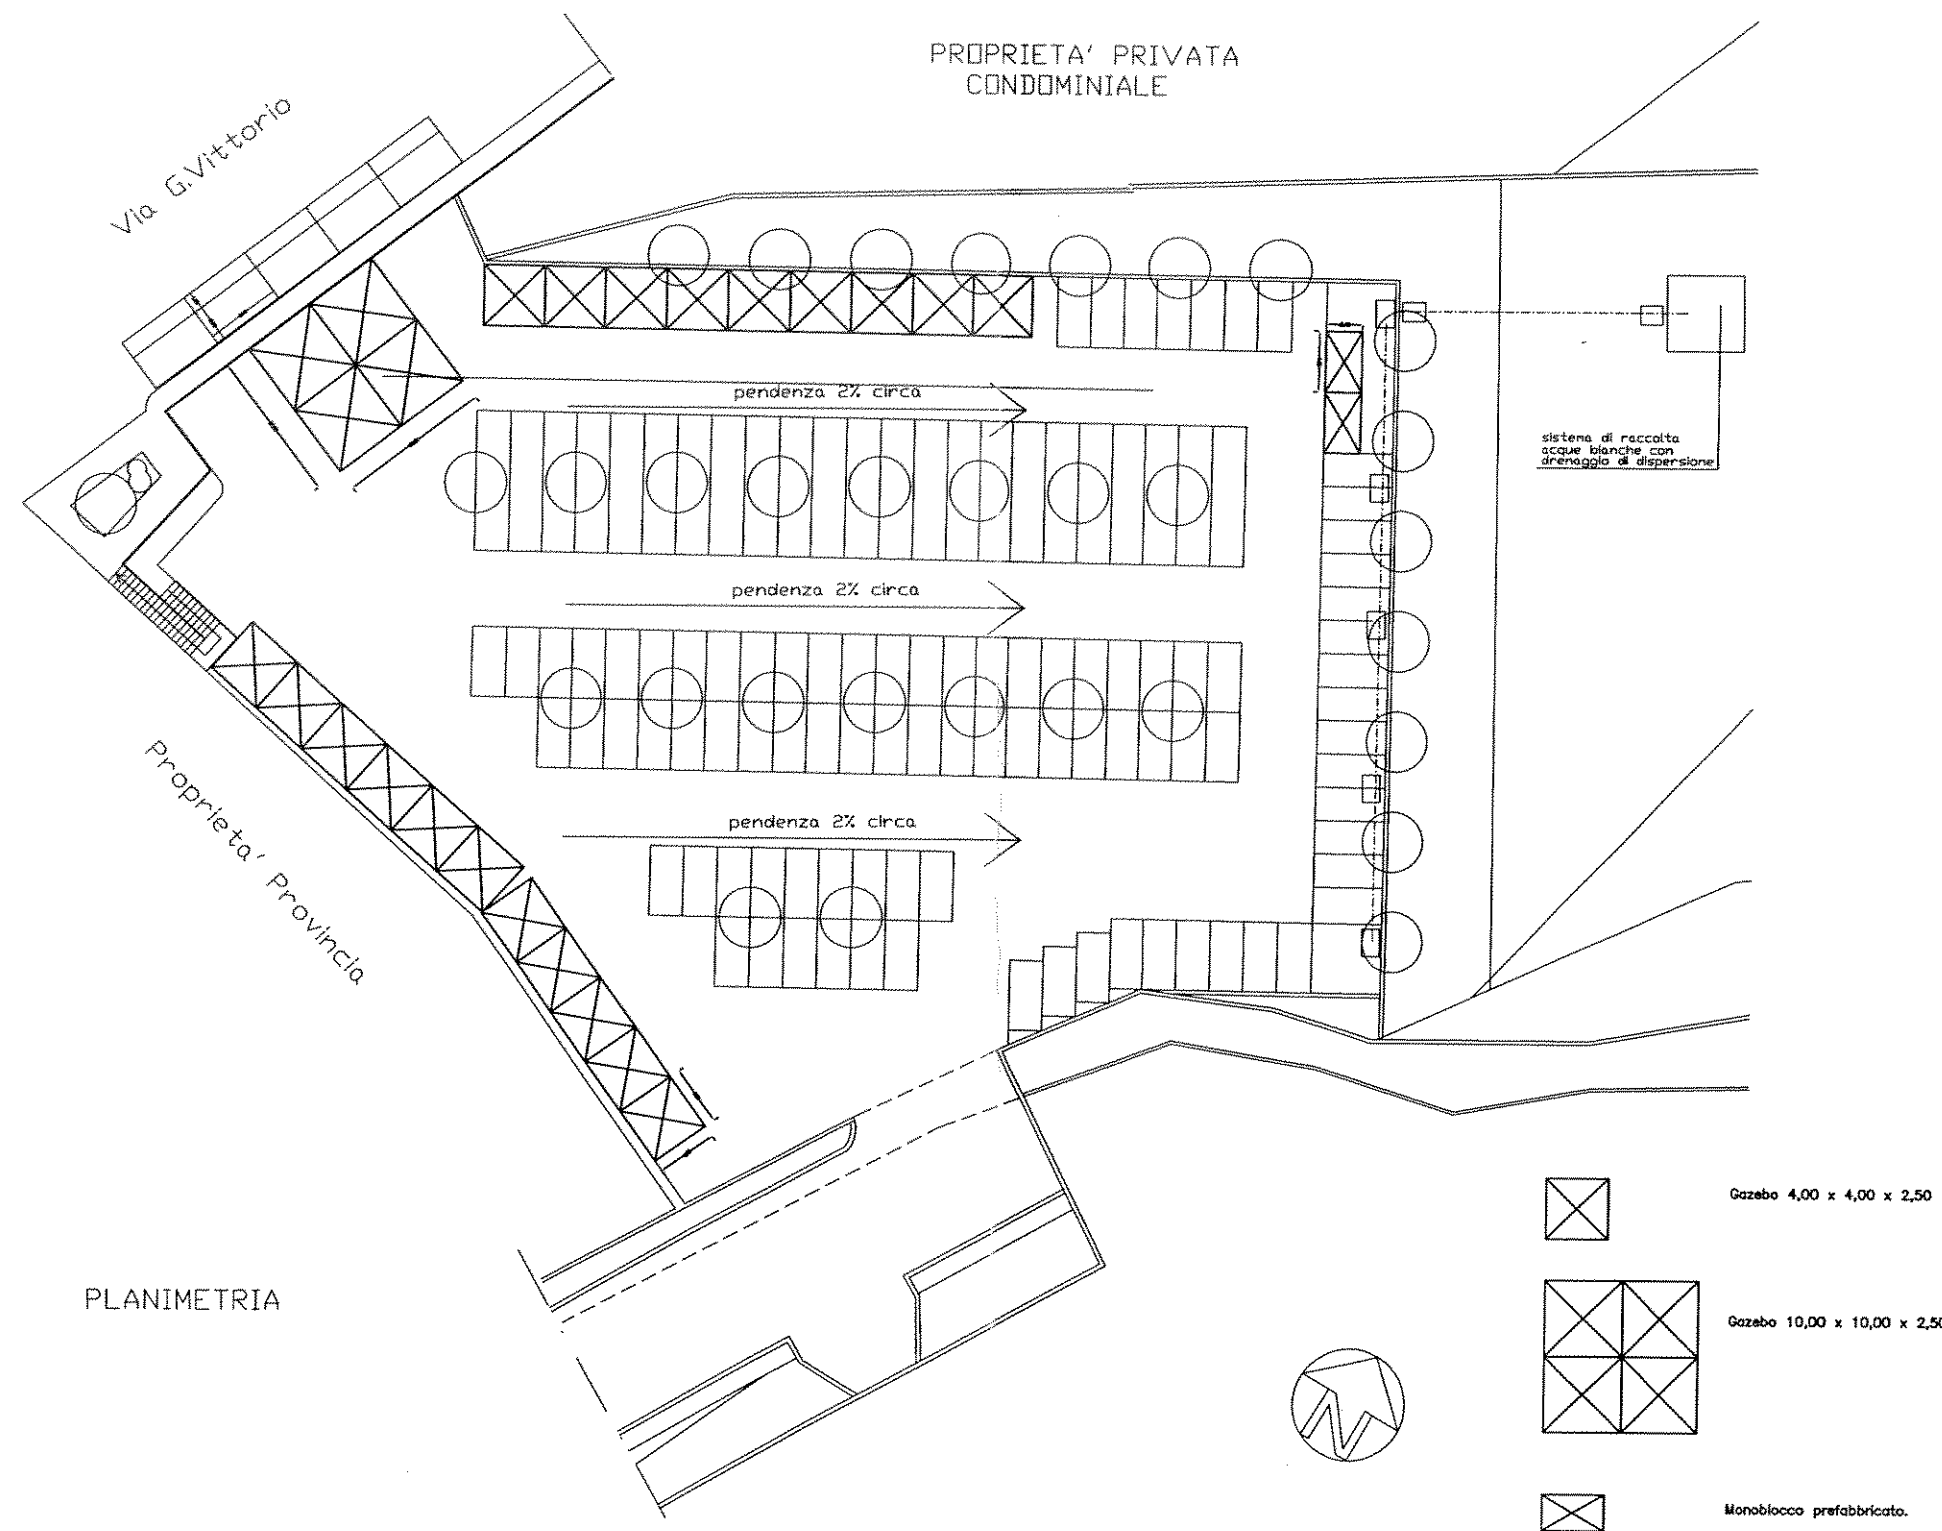 PROPRIETA' PRIVATA
CONDOMINIALE
Via G.Vittorio
pendenza 2% circa
sistema di raccolta
acque bianche con
drenaggio di dispersione
pendenza 2% circa
Proprieta' Provincia
pendenza 2% circa
PLANIMETRIA
Gazebo 4,00 x 4,00 x 2,50
Gazebo 10,00 x 10,00 x 2,50
N
Monoblocco prefabbricato.